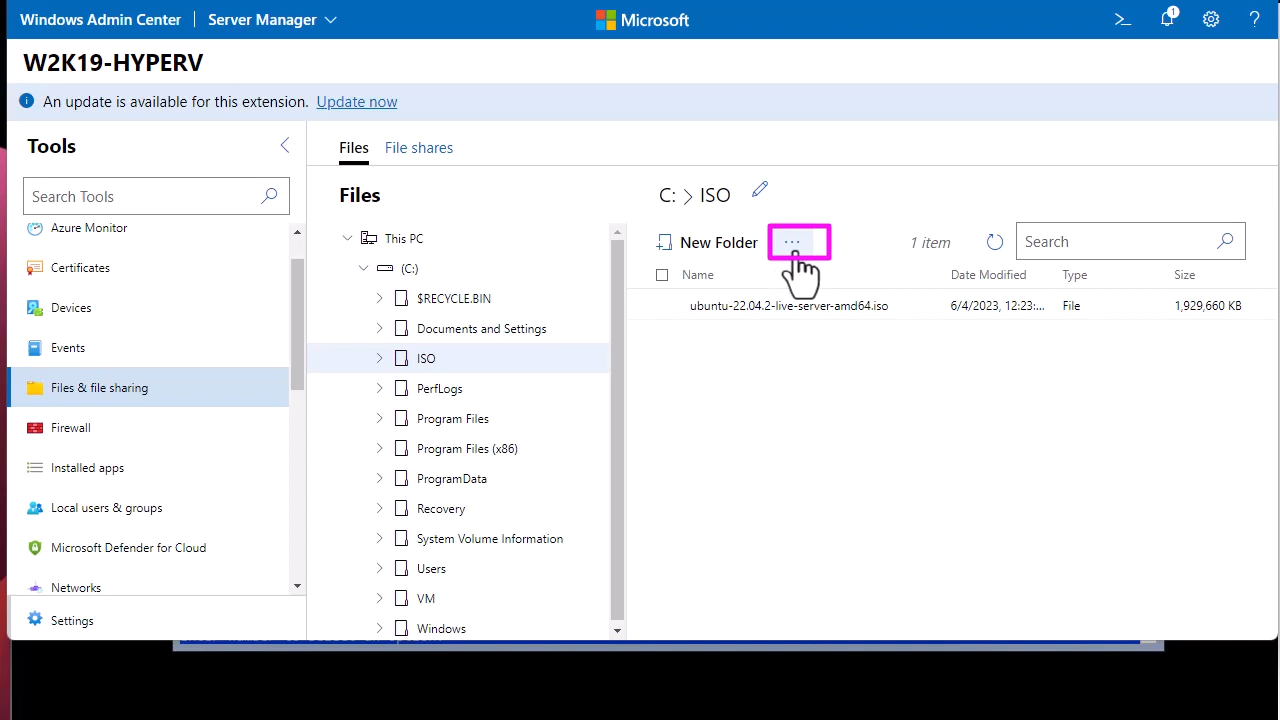 Windows Admin Center | Server Manager
Microsoft
1
W2K19-HYPERV
An update is available for this extension. Update now
Tools
Search Tools
Azure Monitor
Certificates
Devices
Events
Files & file sharing
Firewall
Installed apps
Local users & groups
Microsoft Defender for Cloud
Networks
Settings
Files File shares
Files
This PC
(C:)
$RECYCLE.BIN
Documents and Settings
ISO
PerfLogs
Program Files
Program Files (x86)
ProgramData
Recovery
System Volume Information
Users
VM
Windows
C: > ISO
New Folder ... 1 item Search
Name Date Modified Type Size
ubuntu-22.04.2-live-server-amd64.iso 6/4/2023, 12:23:... File 1,929,660 KB